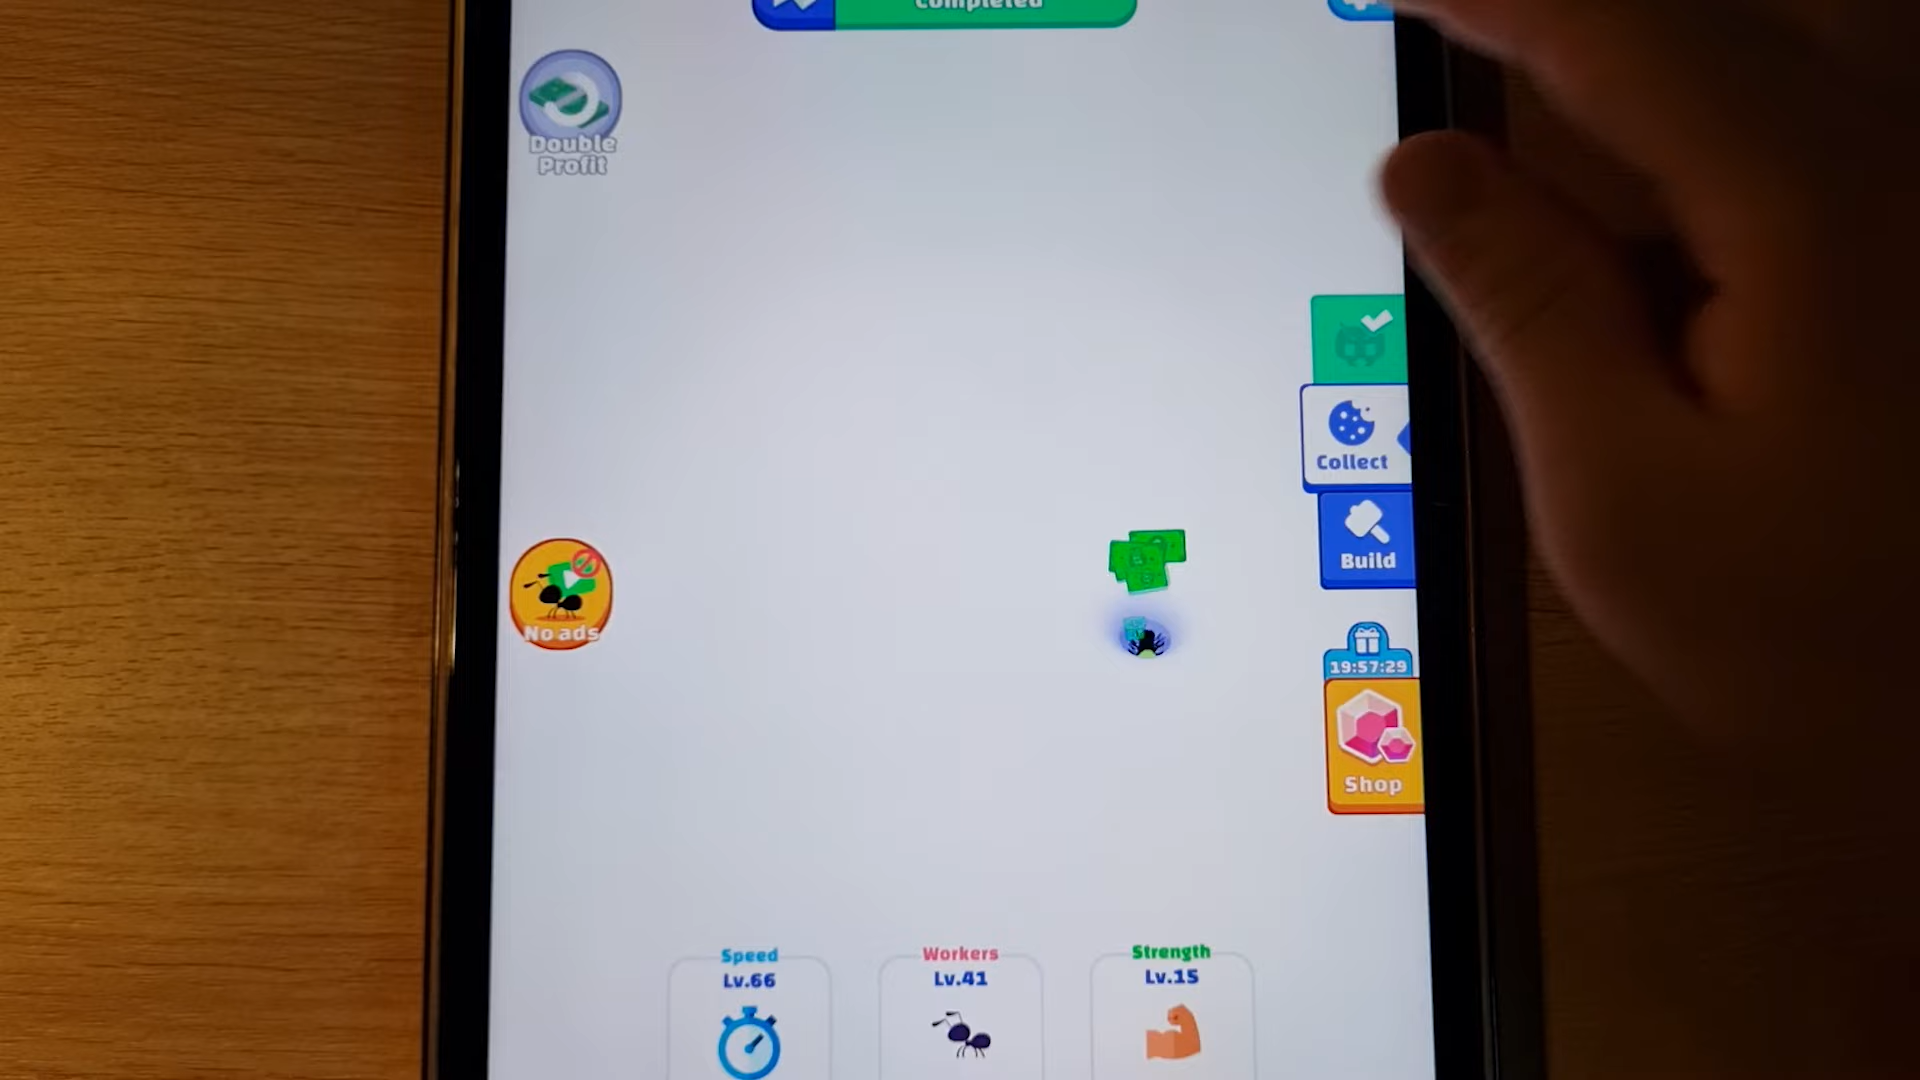 Completed
Double
Profit
Collect
Build
No ads
19:57:29
Shop
Speed
Lv.66
Workers
Lv.41
Strength
Lv.15